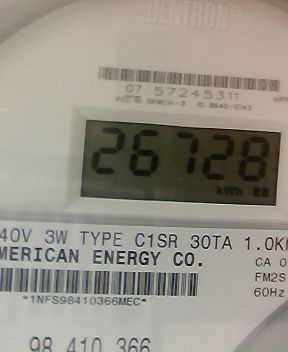 CENTRON®
07 57245311
26728
kWh
40V 3W TYPE C1SR 30TA 1.0K
MERICAN ENERGY CO.
CA 0
FM2S
60Hz
*1NFS98410366MEC*
98 410 366